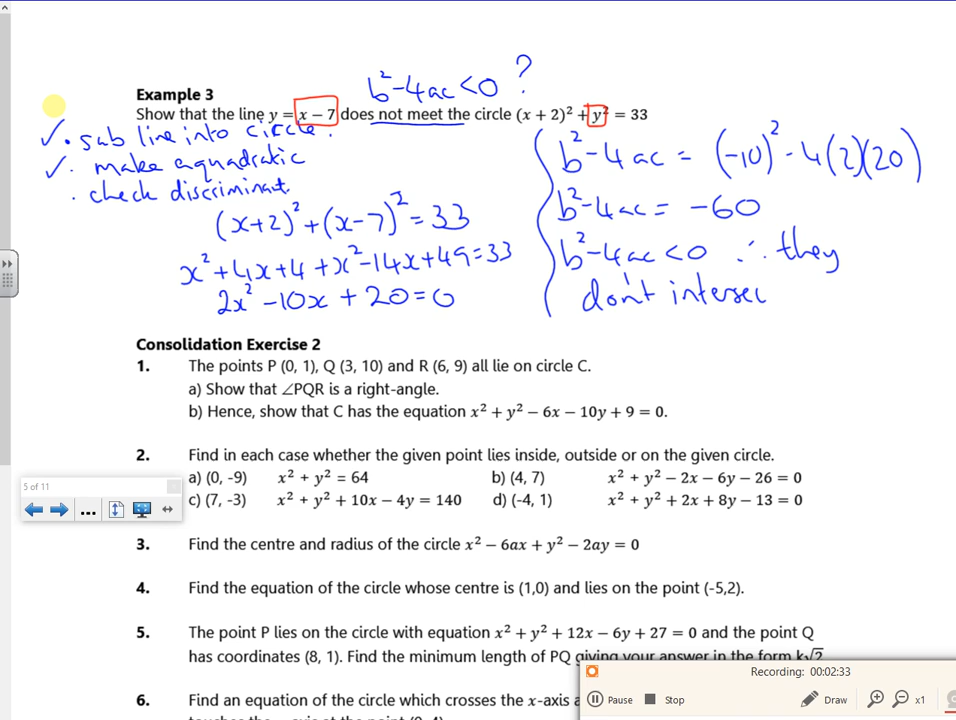 b²-4ac<0 ?
Example 3
Show that the line y = x − 7 does not meet the circle (x + 2)² + y² = 33
✓. sub line into circle.
✓. make aquadratic
. check discriminat.
(x+2)²+(x-7)²=33
x²+4x+4+x²-14x+49=33
2x²-10x+20=0
b²-4ac = (-10)²-4(2)(20)
b²-4ac = -60
b²-4ac<0 ∴ they
don't intersec
Consolidation Exercise 2
1. The points P (0, 1), Q (3, 10) and R (6, 9) all lie on circle C.
a) Show that ∠PQR is a right-angle.
b) Hence, show that C has the equation x² + y² − 6x − 10y + 9 = 0.
2. Find in each case whether the given point lies inside, outside or on the given circle.
a) (0, -9) x² + y² = 64 b) (4, 7) x² + y² − 2x − 6y − 26 = 0
c) (7, -3) x² + y² + 10x − 4y = 140 d) (-4, 1) x² + y² + 2x + 8y − 13 = 0
5 of 11
...
3. Find the centre and radius of the circle x² − 6ax + y² − 2ay = 0
4. Find the equation of the circle whose centre is (1,0) and lies on the point (-5,2).
5. The point P lies on the circle with equation x² + y² + 12x − 6y + 27 = 0 and the point Q
has coordinates (8, 1). Find the minimum length of PQ giving your answer in the form k√2
6. Find an equation of the circle which crosses the x-axis a
Recording: 00:02:33
Pause Stop Draw x1